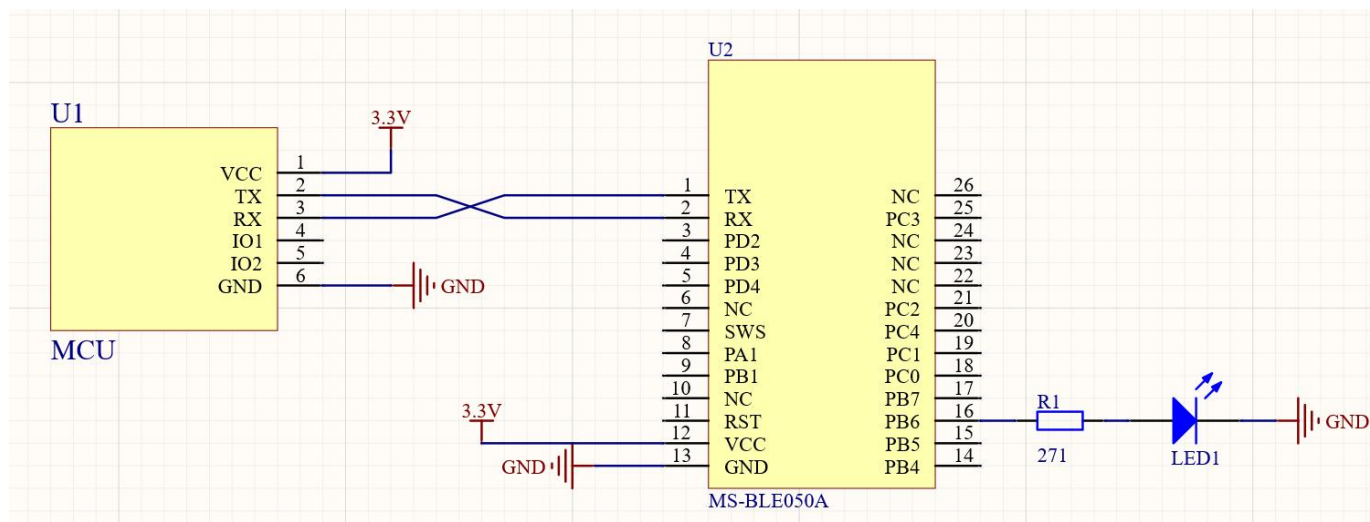 U1
3.3V
VCC 1
TX 2
RX 3
IO1 4
IO2 5
GND 6
GND
MCU
U2
1 TX NC 26
2 RX PC3 25
3 PD2 NC 24
4 PD3 NC 23
5 PD4 NC 22
6 NC PC2 21
7 SWS PC4 20
8 PA1 PC1 19
9 PB1 PC0 18
10 NC PB7 17
11 RST PB6 16
12 VCC PB5 15
13 GND PB4 14
3.3V
GND
MS-BLE050A
R1
271
LED1
GND